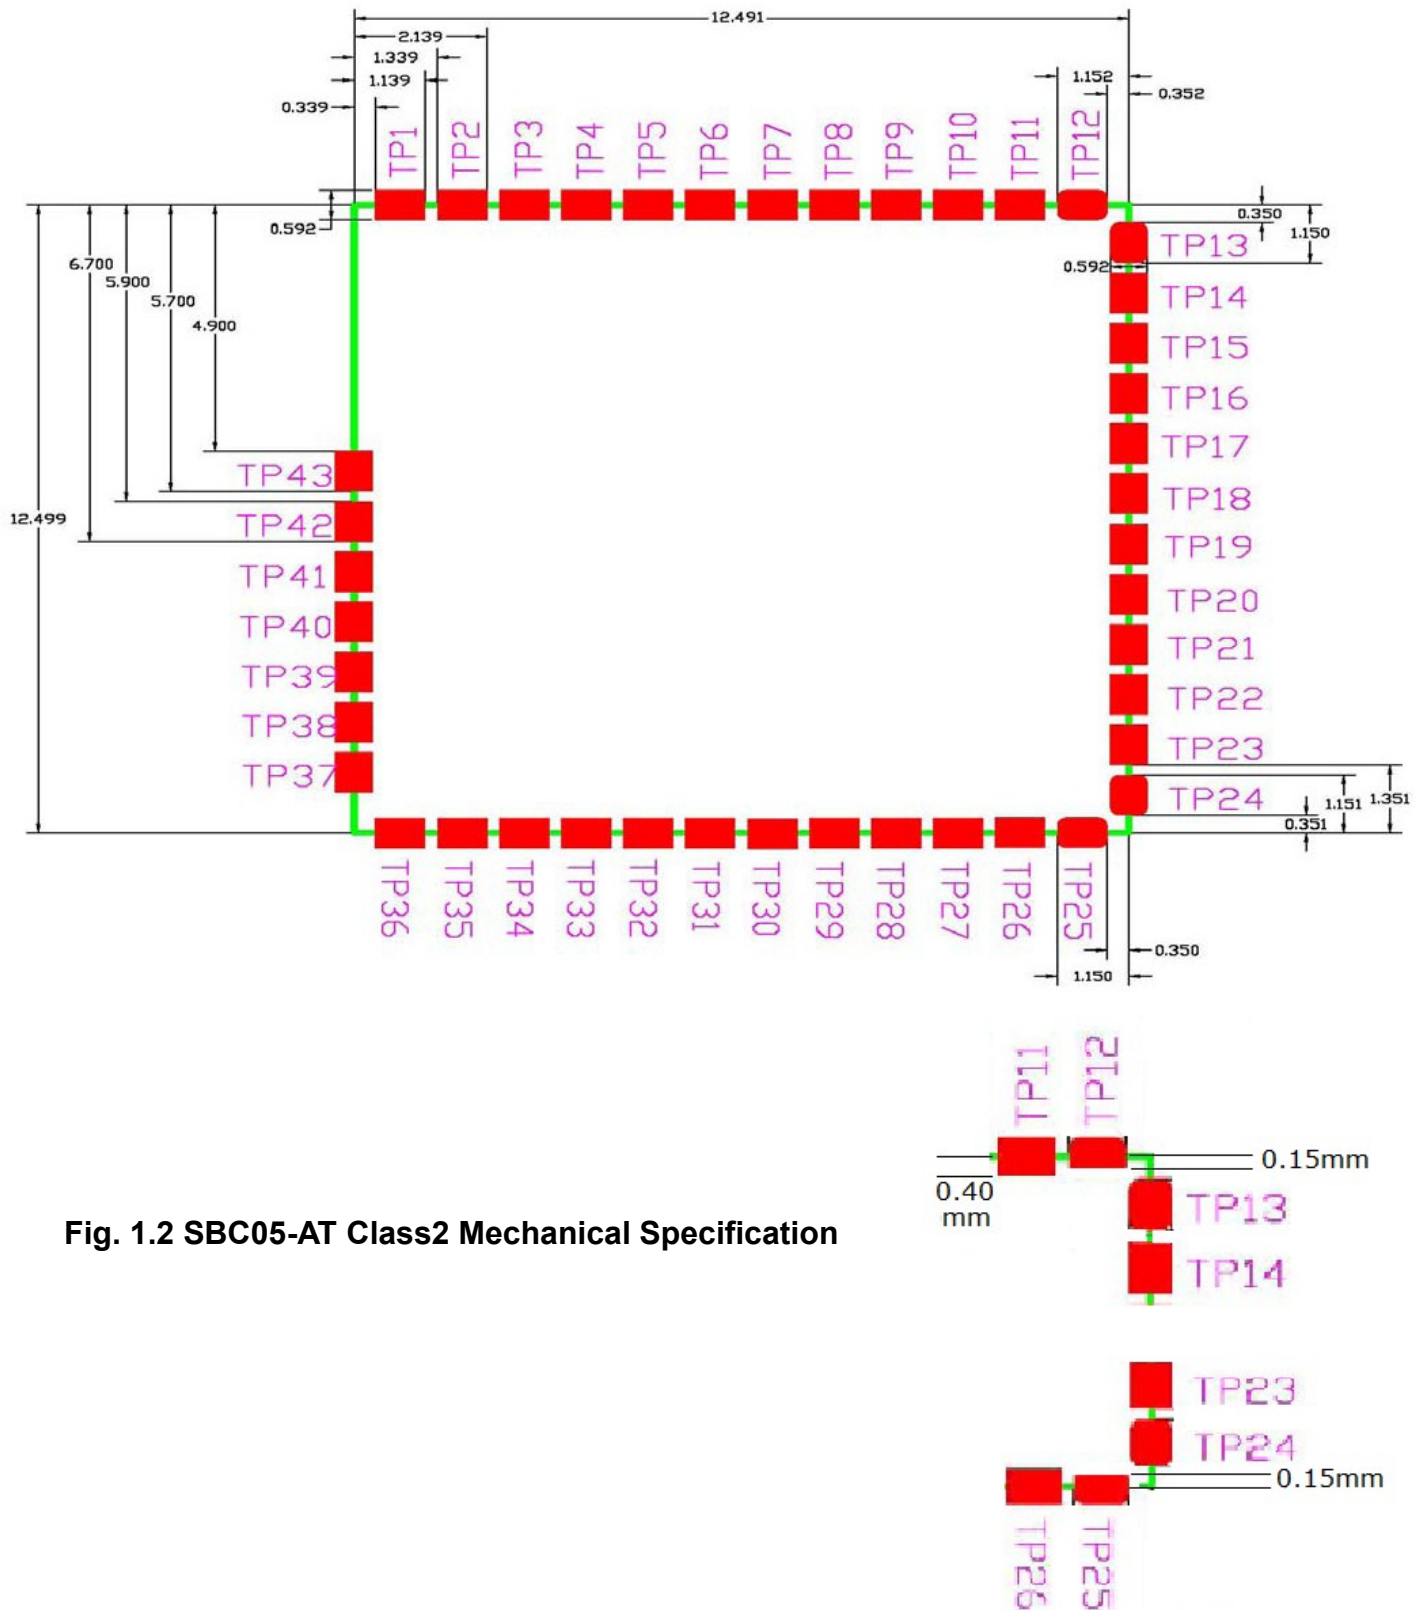 12.491
2.139
1.339
1.139
1.152
0.339
0.352
TP1
TP2
TP3
TP4
TP5
TP6
TP7
TP8
TP9
TP10
TP11
TP12
0.592
0.350
1.150
TP13
0.592
6.700
5.900
5.700
4.900
TP14
TP15
TP16
TP17
TP43
TP18
12.499
TP42
TP19
TP41
TP20
TP40
TP21
TP39
TP22
TP38
TP23
TP37
TP24
1.151
1.351
0.351
TP36
TP35
TP34
TP33
TP32
TP31
TP30
TP29
TP28
TP27
TP26
TP25
0.350
1.150
TP11
TP12
0.15mm
0.40
mm
TP13
Fig. 1.2 SBC05-AT Class2 Mechanical Specification
TP14
TP23
TP24
0.15mm
TP26
TP25